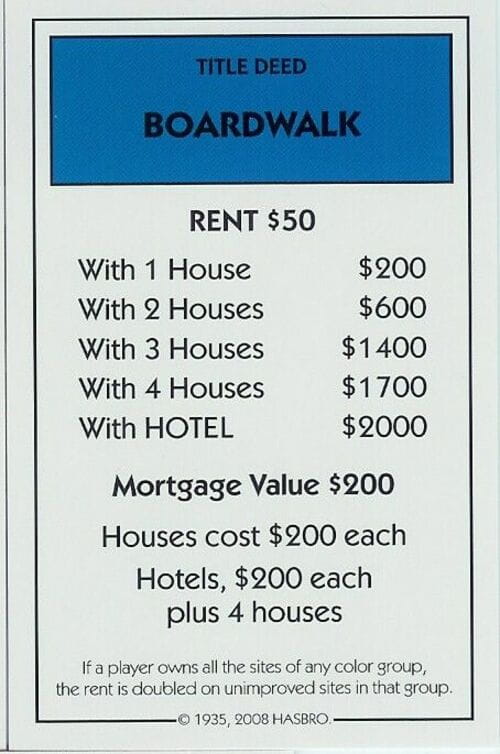 TITLE DEED
BOARDWALK
RENT $50
With 1 House $200
With 2 Houses $600
With 3 Houses $1400
With 4 Houses $1700
With HOTEL $2000
Mortgage Value $200
Houses cost $200 each
Hotels, $200 each
plus 4 houses
If a player owns all the sites of any color group,
the rent is doubled on unimproved sites in that group.
© 1935, 2008 HASBRO.